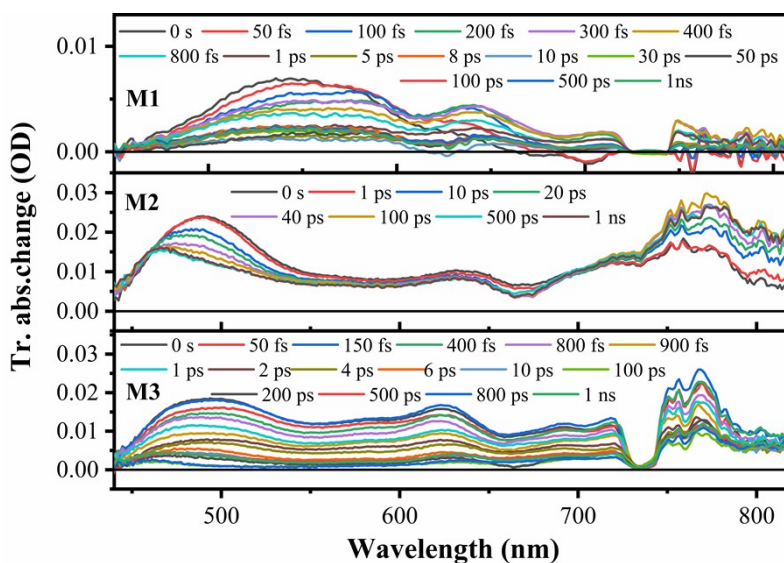 0 s 50 fs 100 fs 200 fs 300 fs 400 fs
0.01
800 fs 1 ps 5 ps 8 ps 10 ps 30 ps 50 ps
100 ps 500 ps 1ns
M1
0.00
0.03
M2
0 s 1 ps 10 ps 20 ps
40 ps 100 ps 500 ps 1 ns
0.02
0.01
0.00
0 s 50 fs 150 fs 400 fs 800 fs 900 fs
0.03
M3
1 ps 2 ps 4 ps 6 ps 10 ps 100 ps
200 ps 500 ps 800 ps 1 ns
0.02
0.01
0.00
Tr. abs.change (OD)
500 600 700 800
Wavelength (nm)